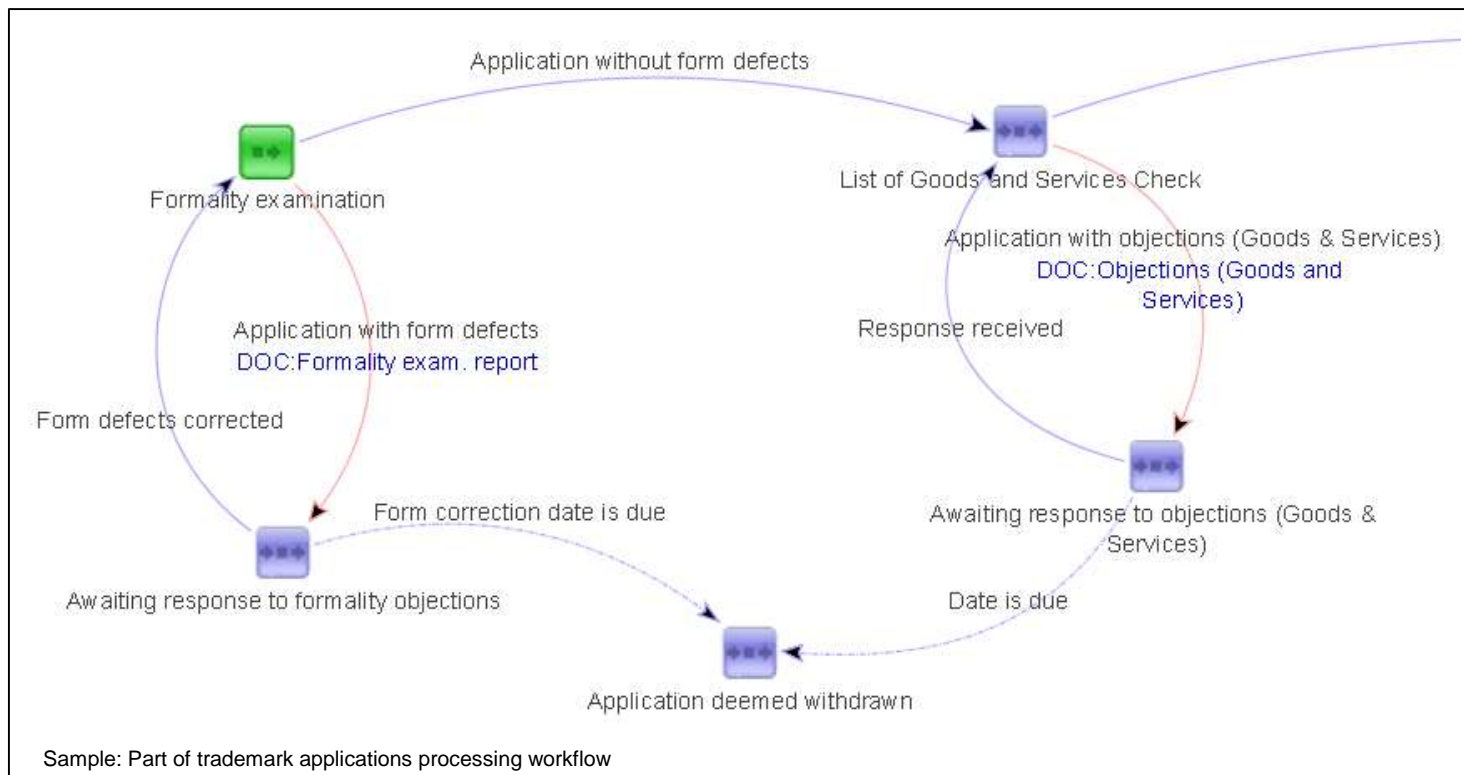 Application without form defects
Formality examination
List of Goods and Services Check
Application with objections (Goods & Services)
DOC:Objections (Goods and
Services)
Application with form defects
DOC:Formality exam. report
Response received
Form defects corrected
Form correction date is due
Awaiting response to objections (Goods &
Services)
Awaiting response to formality objections
Date is due
Application deemed withdrawn
Sample: Part of trademark applications processing workflow